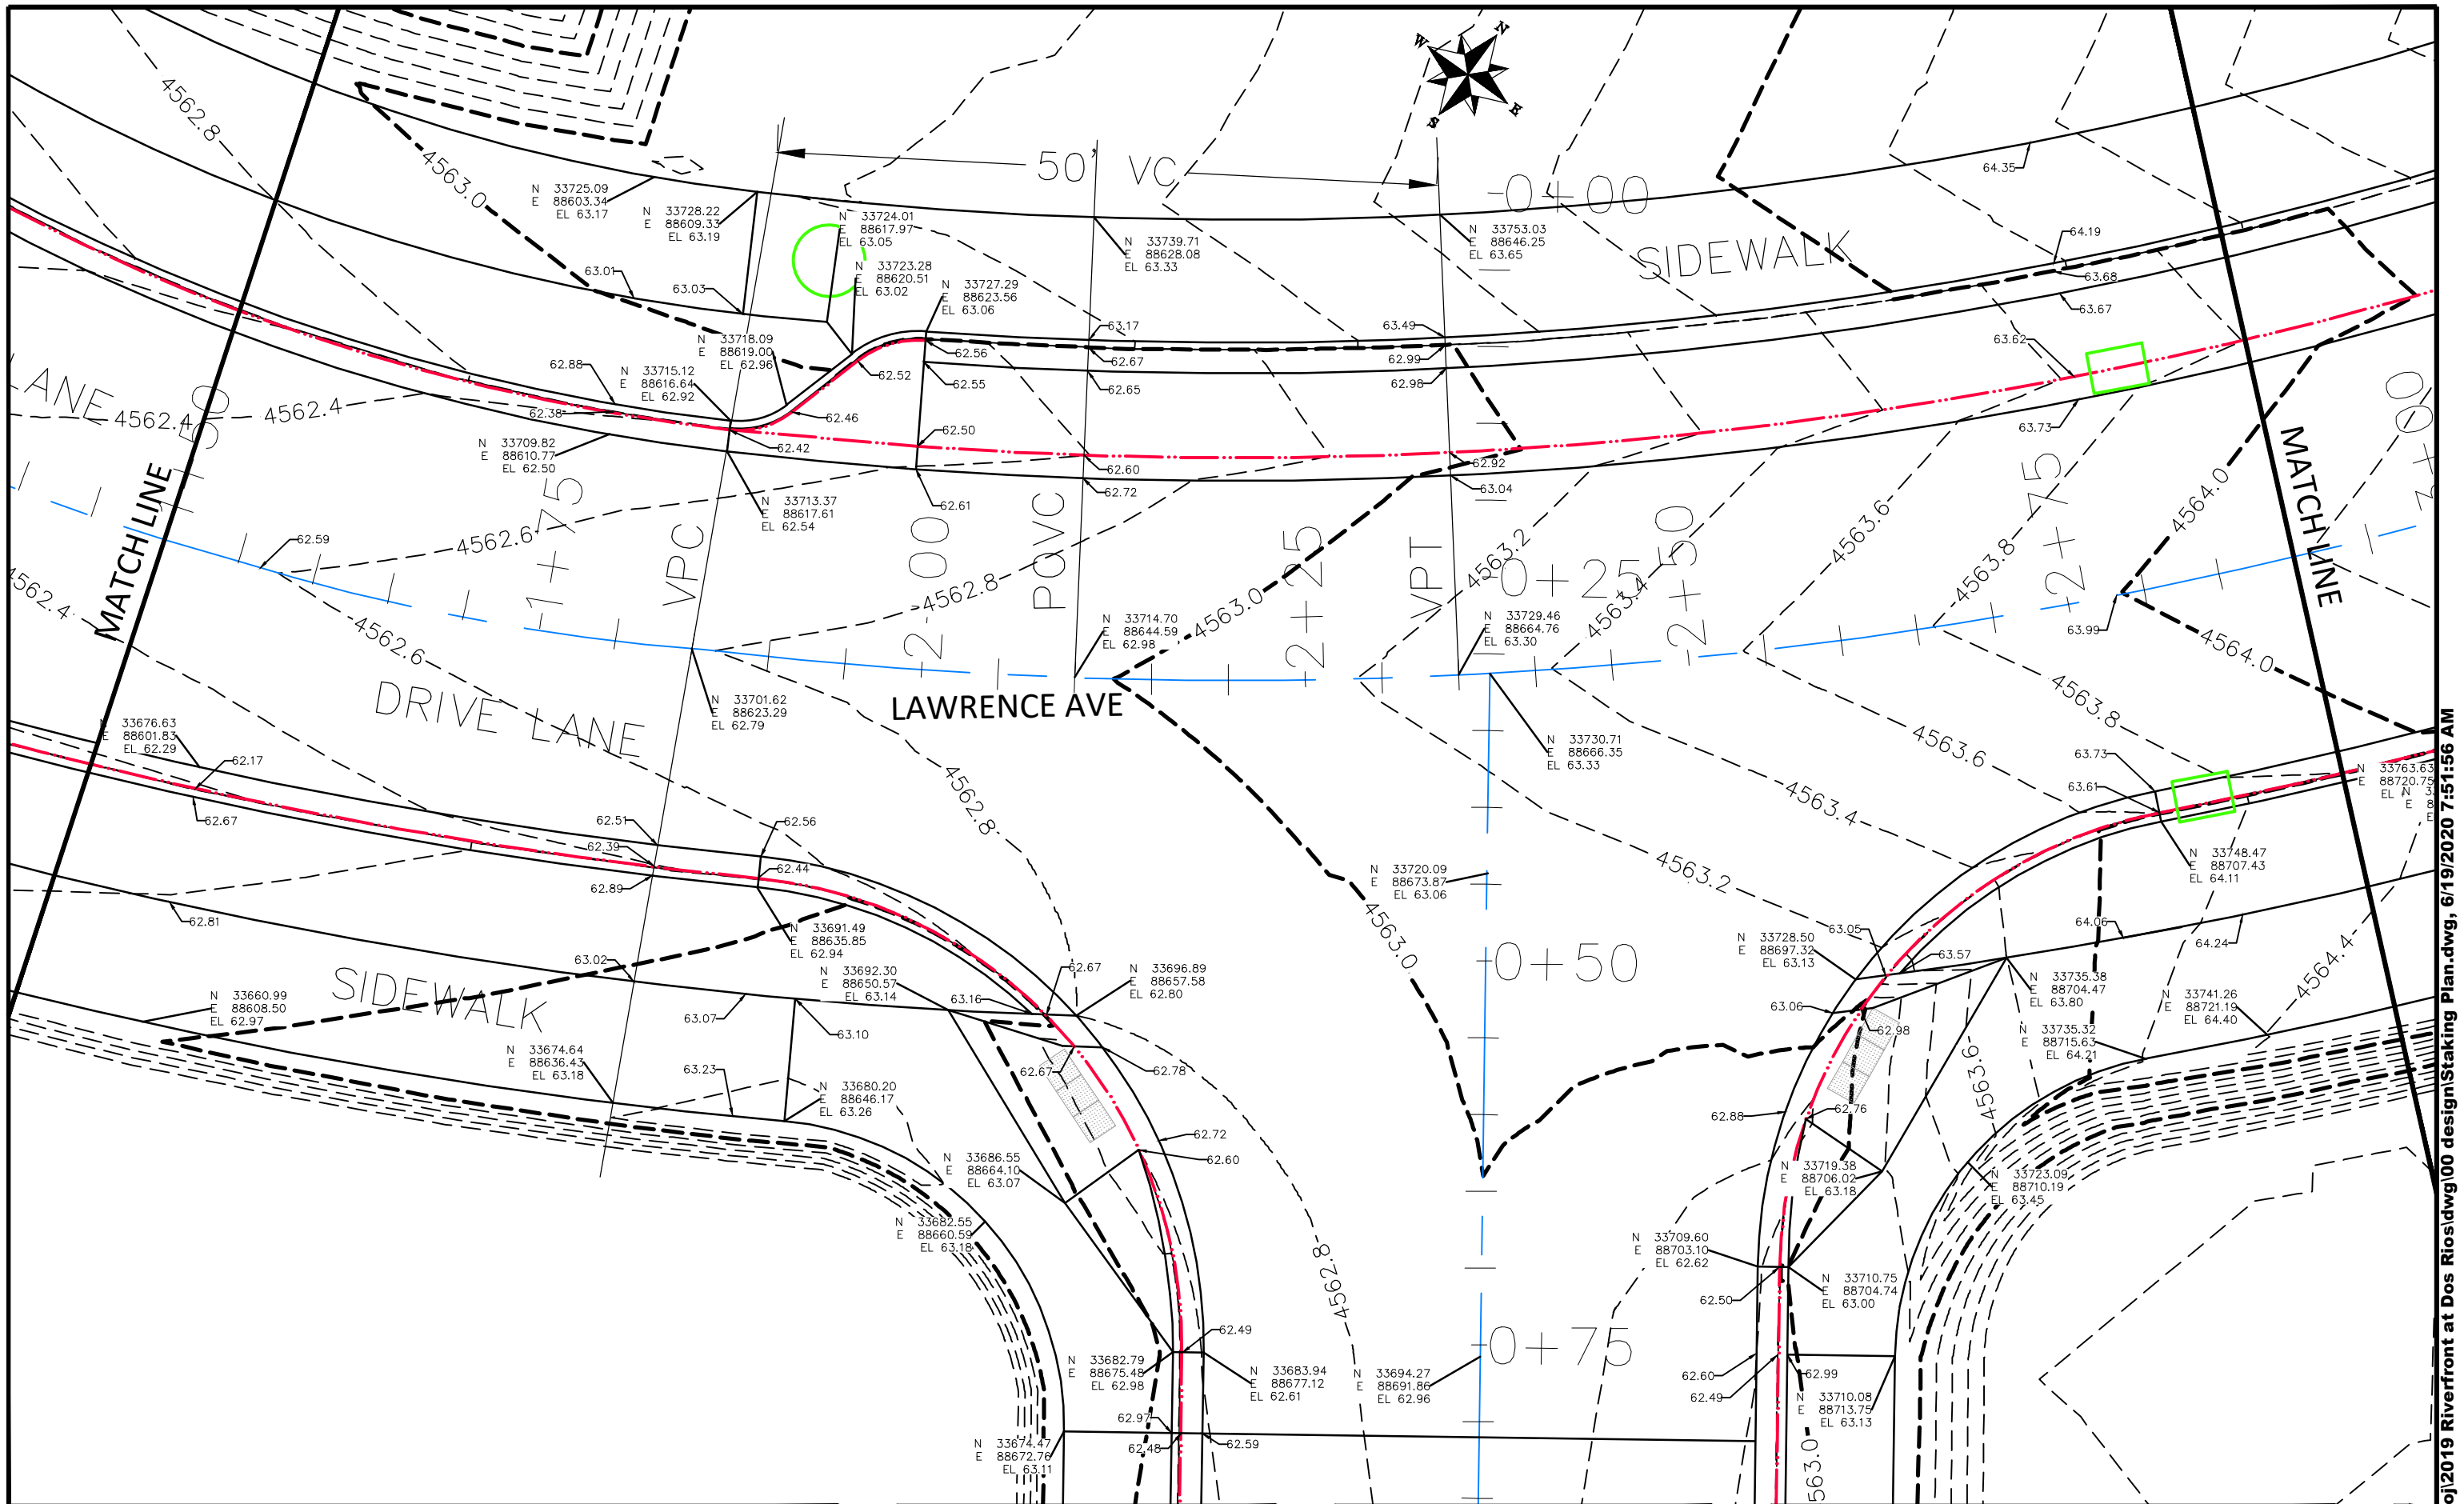 W
N
S
E
4562.8
4563.0
50' VC
-0+00
SIDEWALK
64.35
64.19
63.68
63.67
63.62
63.73
N 33725.09
E 88603.34
EL 63.17
N 33728.22
E 88609.33
EL 63.19
N 33724.01
E 88617.97
EL 63.05
N 33723.28
E 88620.51
EL 63.02
N 33727.29
E 88623.56
EL 63.06
N 33739.71
E 88628.08
EL 63.33
N 33753.03
E 88646.25
EL 63.65
63.01
63.03
N 33718.09
E 88619.00
EL 62.96
N 33715.12
E 88616.64
EL 62.92
62.88
62.38
62.42
62.46
62.52
62.56
62.55
62.50
62.61
63.17
62.67
62.65
62.60
62.72
63.49
62.99
62.98
62.92
63.04
LANE
4562.4
4562.4
N 33709.82
E 88610.77
EL 62.50
N 33713.37
E 88617.61
EL 62.54
MATCH LINE
62.59
4562.6
-1+75
VPC
-2+00
POVC
-4562.8
4563.0
-2+25
VPT
4563.2
-0+25
4563.4
-2+50
4563.6
4563.8
-2+75
4564.0
3+00
MATCH LINE
4562.4
4562.6
DRIVE LANE
N 33714.70
E 88644.59
EL 62.98
N 33729.46
E 88664.76
EL 63.30
63.99
4564.0
N 33701.62
E 88623.29
EL 62.79
LAWRENCE AVE
N 33730.71
E 88666.35
EL 63.33
4563.8
4563.6
4563.4
4563.2
N 33676.63
E 88601.83
EL 62.29
62.17
62.67
62.51
62.39
62.89
62.56
62.44
4562.8
63.73
63.61
N 33763.63
E 88720.75
N 33748.47
E 88707.43
EL 64.11
N 33720.09
E 88673.87
EL 63.06
62.81
SIDEWALK
63.02
N 33691.49
E 88635.85
EL 62.94
N 33692.30
E 88650.57
EL 63.14
62.67
N 33696.89
E 88657.58
EL 62.80
4563.0
-0+50
N 33728.50
E 88697.32
EL 63.13
63.05
63.57
64.06
64.24
4564.4
N 33735.38
E 88704.47
EL 63.80
N 33741.26
E 88721.19
EL 64.40
N 33735.32
E 88715.63
EL 64.21
N 33660.99
E 88608.50
EL 62.97
63.07
63.10
63.16
63.06
62.98
N 33674.64
E 88636.43
EL 63.18
63.23
N 33680.20
E 88646.17
EL 63.26
62.67
62.78
62.88
62.76
4563.6
62.72
62.60
N 33686.55
E 88664.10
EL 63.07
N 33719.38
E 88706.02
EL 63.18
N 33723.09
E 88710.19
EL 63.45
N 33682.55
E 88660.59
EL 63.18
4562.8
N 33709.60
E 88703.10
EL 62.62
62.50
N 33710.75
E 88704.74
EL 63.00
-0+75
62.49
N 33682.79
E 88675.48
EL 62.98
N 33683.94
E 88677.12
EL 62.61
N 33694.27
E 88691.86
EL 62.96
62.60
62.49
62.99
N 33710.08
E 88713.75
EL 63.13
62.97
62.48
62.59
N 33674.47
E 88672.76
EL 63.11
563.0
oj\2019 Riverfront at Dos Rios\dwg\00 design\Staking Plan.dwg, 6/19/2020 7:51:56 AM